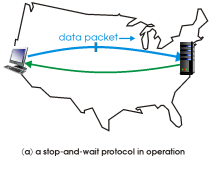 data packet
(a) a stop-and-wait protocol in operation